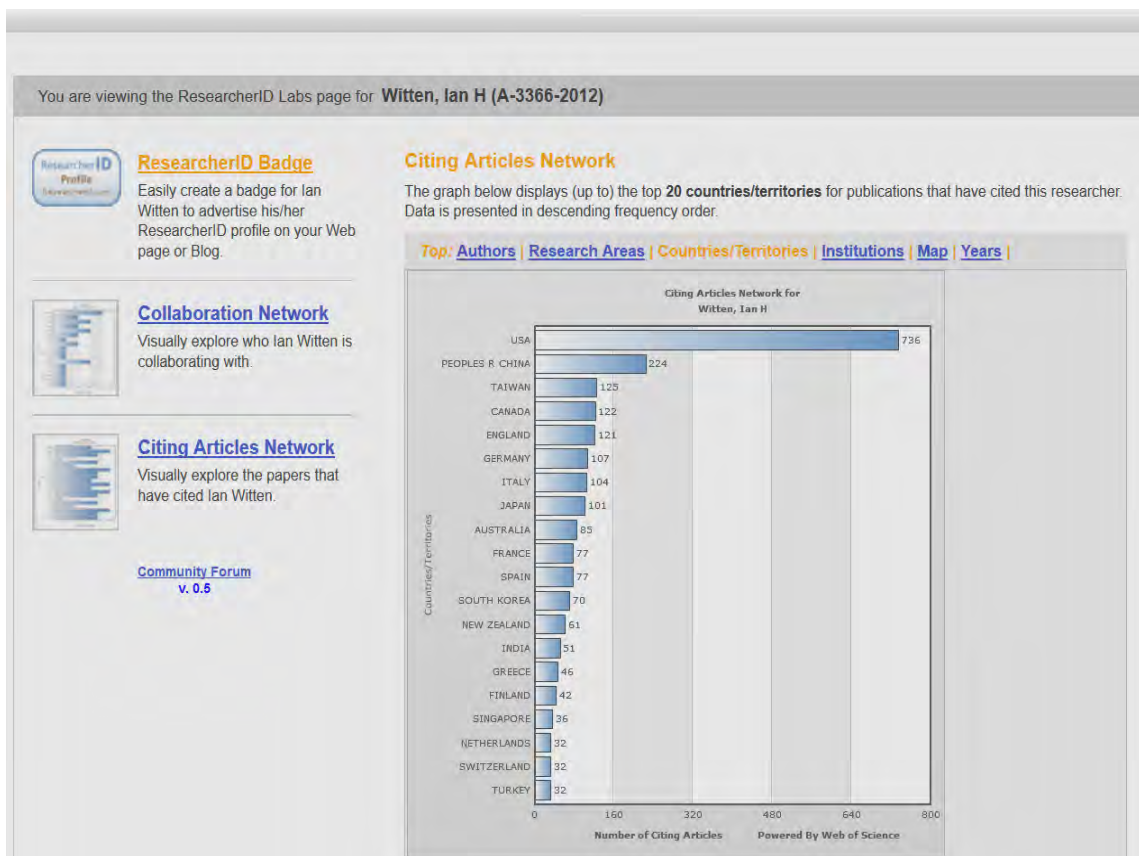 You are viewing the ResearcherID Labs page for Witten, Ian H (A-3366-2012)
ResearcherID
Profile
ResearcherID Badge
Easily create a badge for Ian
Witten to advertise his/her
ResearcherID profile on your Web
page or Blog.
Collaboration Network
Visually explore who Ian Witten is
collaborating with.
Citing Articles Network
Visually explore the papers that
have cited Ian Witten.
Community Forum
v. 0.5
Citing Articles Network
The graph below displays (up to) the top 20 countries/territories for publications that have cited this researcher.
Data is presented in descending frequency order.
Top: Authors | Research Areas | Countries/Territories | Institutions | Map | Years |
Citing Articles Network for
Witten, Ian H
Countries/Territories
USA 736
PEOPLES R CHINA 224
TAIWAN 125
CANADA 122
ENGLAND 121
GERMANY 107
ITALY 104
JAPAN 101
AUSTRALIA 85
FRANCE 77
SPAIN 77
SOUTH KOREA 70
NEW ZEALAND 61
INDIA 51
GREECE 46
FINLAND 42
SINGAPORE 36
NETHERLANDS 32
SWITZERLAND 32
TURKEY 32
0 160 320 480 640 800
Number of Citing Articles Powered By Web of Science